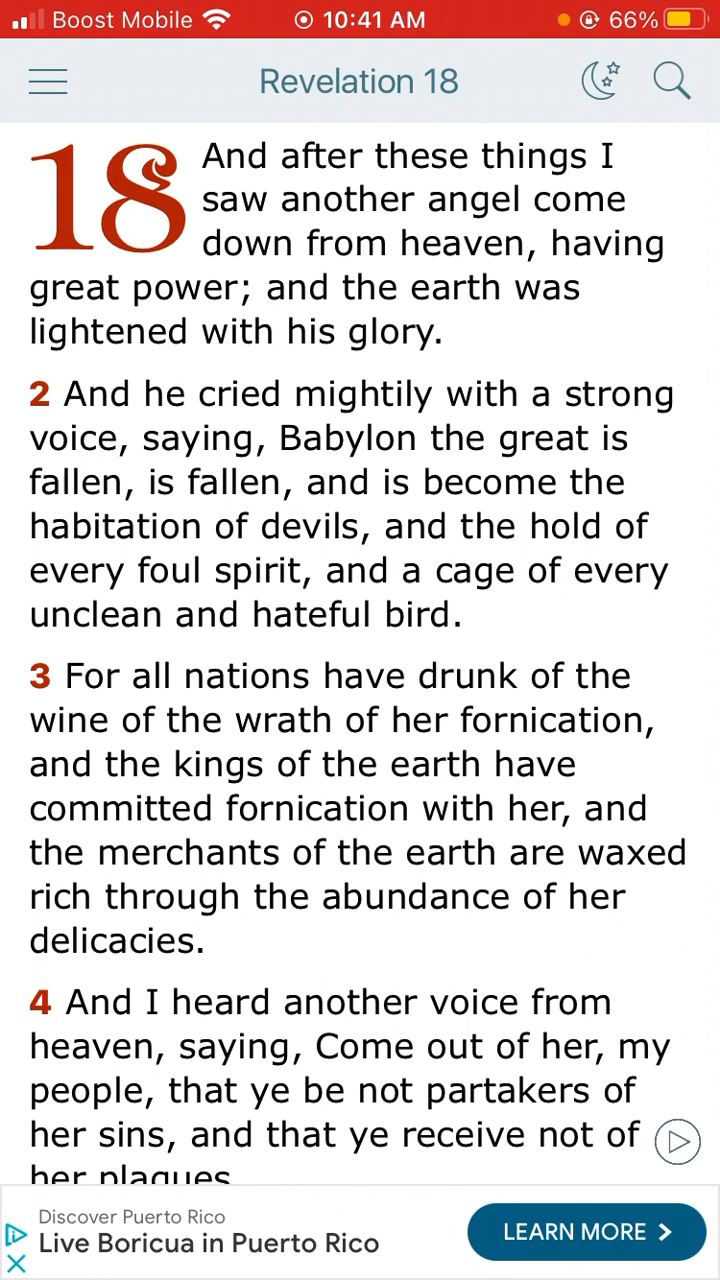 Boost Mobile 10:41 AM 66%
Revelation 18
18 And after these things I
saw another angel come
down from heaven, having
great power; and the earth was
lightened with his glory.
2 And he cried mightily with a strong
voice, saying, Babylon the great is
fallen, is fallen, and is become the
habitation of devils, and the hold of
every foul spirit, and a cage of every
unclean and hateful bird.
3 For all nations have drunk of the
wine of the wrath of her fornication,
and the kings of the earth have
committed fornication with her, and
the merchants of the earth are waxed
rich through the abundance of her
delicacies.
4 And I heard another voice from
heaven, saying, Come out of her, my
people, that ye be not partakers of
her sins, and that ye receive not of
her plagues
Discover Puerto Rico
Live Boricua in Puerto Rico
LEARN MORE